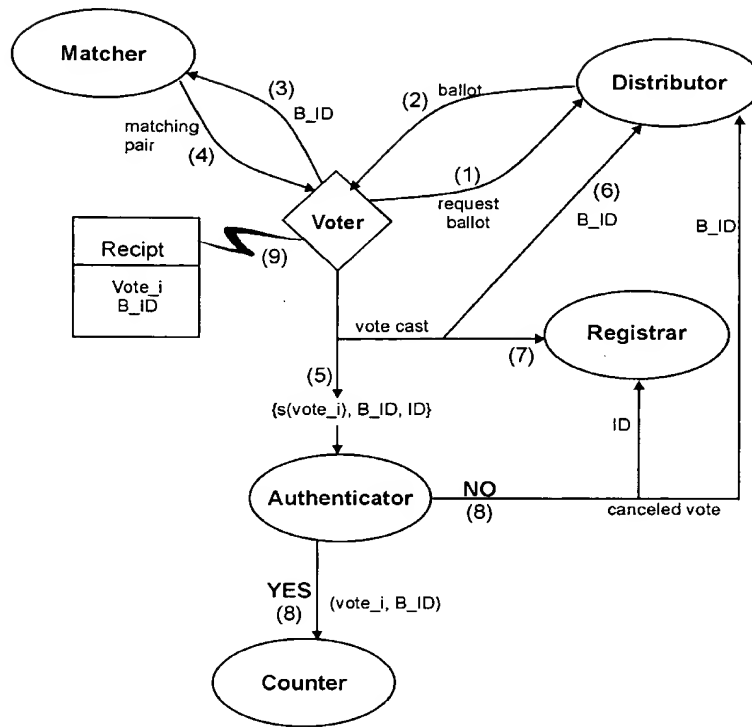 Matcher
Distributor
(3)
B_ID
(2)
ballot
matching
pair
(4)
(1)
request
ballot
(6)
B_ID
B_ID
Voter
Recipt
(9)
Vote_i
B_ID
vote cast
(7)
Registrar
(5)
{s(vote_i), B_ID, ID}
ID
Authenticator
NO
(8)
canceled vote
YES
(8)
(vote_i, B_ID)
Counter